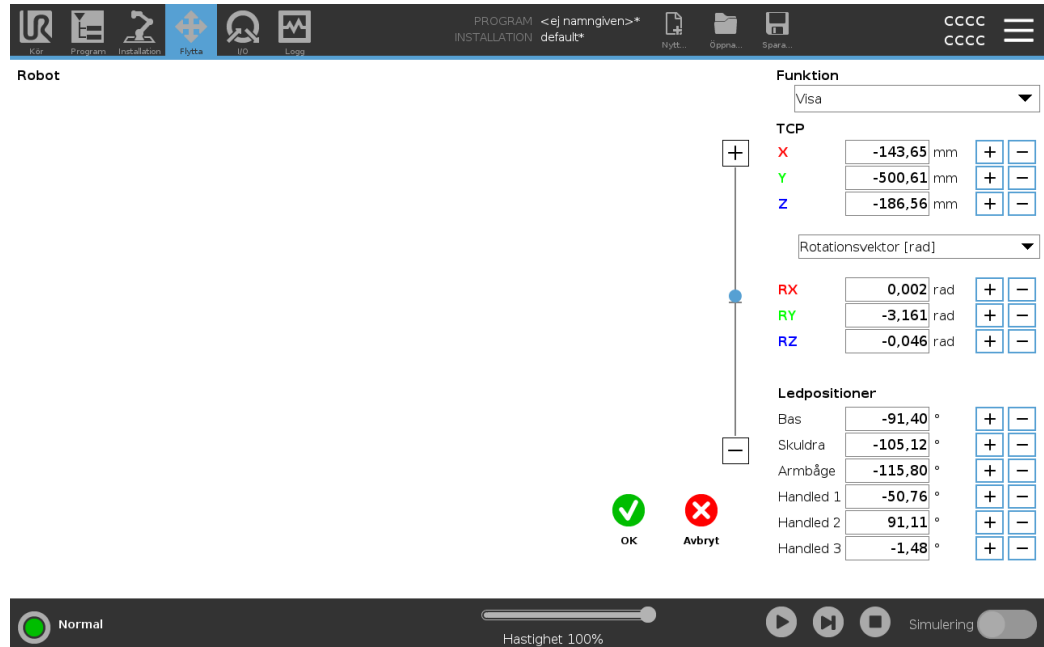 PROGRAM <ej namngiven>*
INSTALLATION default*
Kör Program Installation Flytta I/O Logg
Nytt... Öppna... Spara...
cccc
cccc
Robot
Funktion
Visa
TCP
X -143,65 mm + −
Y -500,61 mm + −
Z -186,56 mm + −
Rotationsvektor [rad]
RX 0,002 rad + −
RY -3,161 rad + −
RZ -0,046 rad + −
Ledpositioner
Bas -91,40 ° + −
Skuldra -105,12 ° + −
Armbåge -115,80 ° + −
Handled 1 -50,76 ° + −
Handled 2 91,11 ° + −
Handled 3 -1,48 ° + −
OK Avbryt
Normal
Hastighet 100%
Simulering